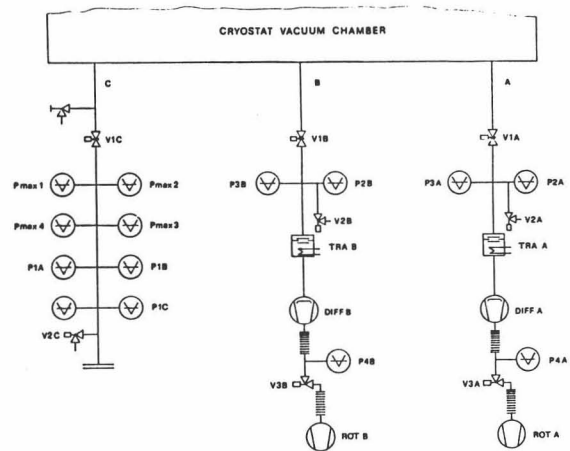 CRYOSTAT VACUUM CHAMBER
C B A
V1C V1B V1A
Pmax 1 Pmax 2 P3B P2B P3A P2A
Pmax 4 Pmax 3 V2B V2A
TRA B TRA A
P1A P1B
P1C DIFF B DIFF A
V2C
P4B P4A
V3B V3A
ROT B ROT A